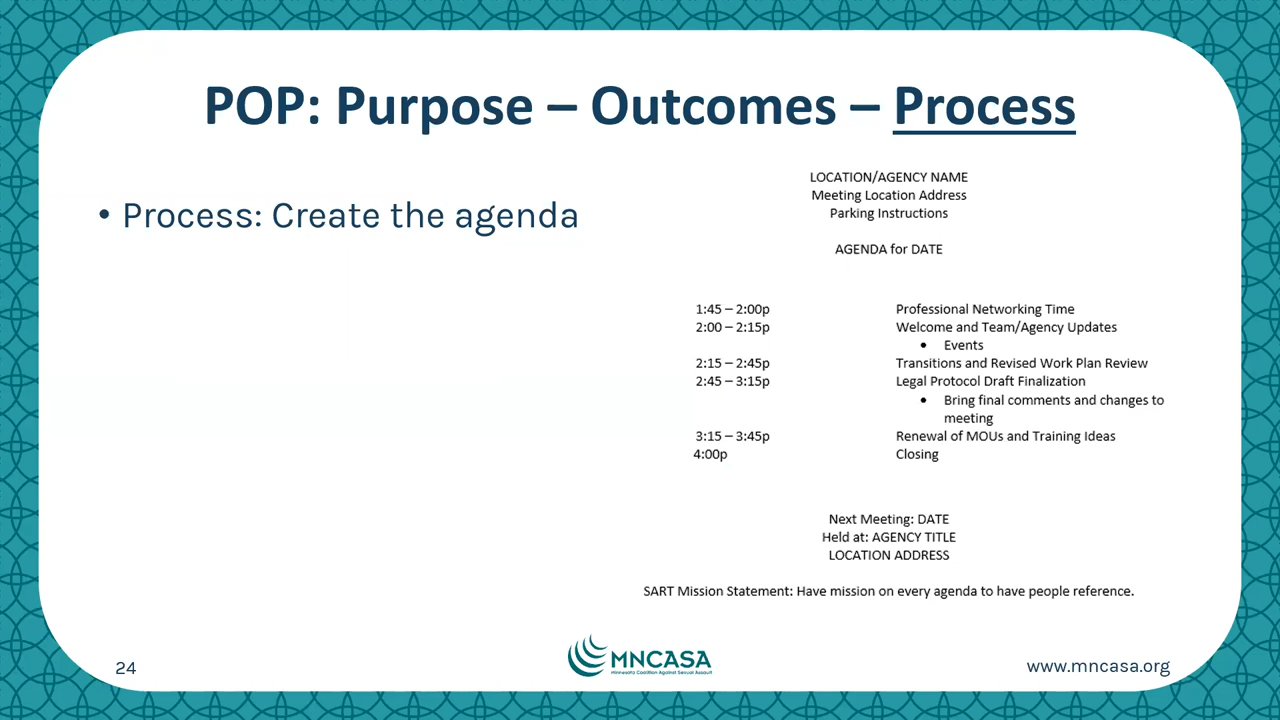 POP: Purpose – Outcomes – Process
• Process: Create the agenda
LOCATION/AGENCY NAME
Meeting Location Address
Parking Instructions
AGENDA for DATE
1:45 – 2:00p Professional Networking Time
2:00 – 2:15p Welcome and Team/Agency Updates
• Events
2:15 – 2:45p Transitions and Revised Work Plan Review
2:45 – 3:15p Legal Protocol Draft Finalization
• Bring final comments and changes to
meeting
3:15 – 3:45p Renewal of MOUs and Training Ideas
4:00p Closing
Next Meeting: DATE
Held at: AGENCY TITLE
LOCATION ADDRESS
SART Mission Statement: Have mission on every agenda to have people reference.
24
MNCASA
Minnesota Coalition Against Sexual Assault
www.mncasa.org